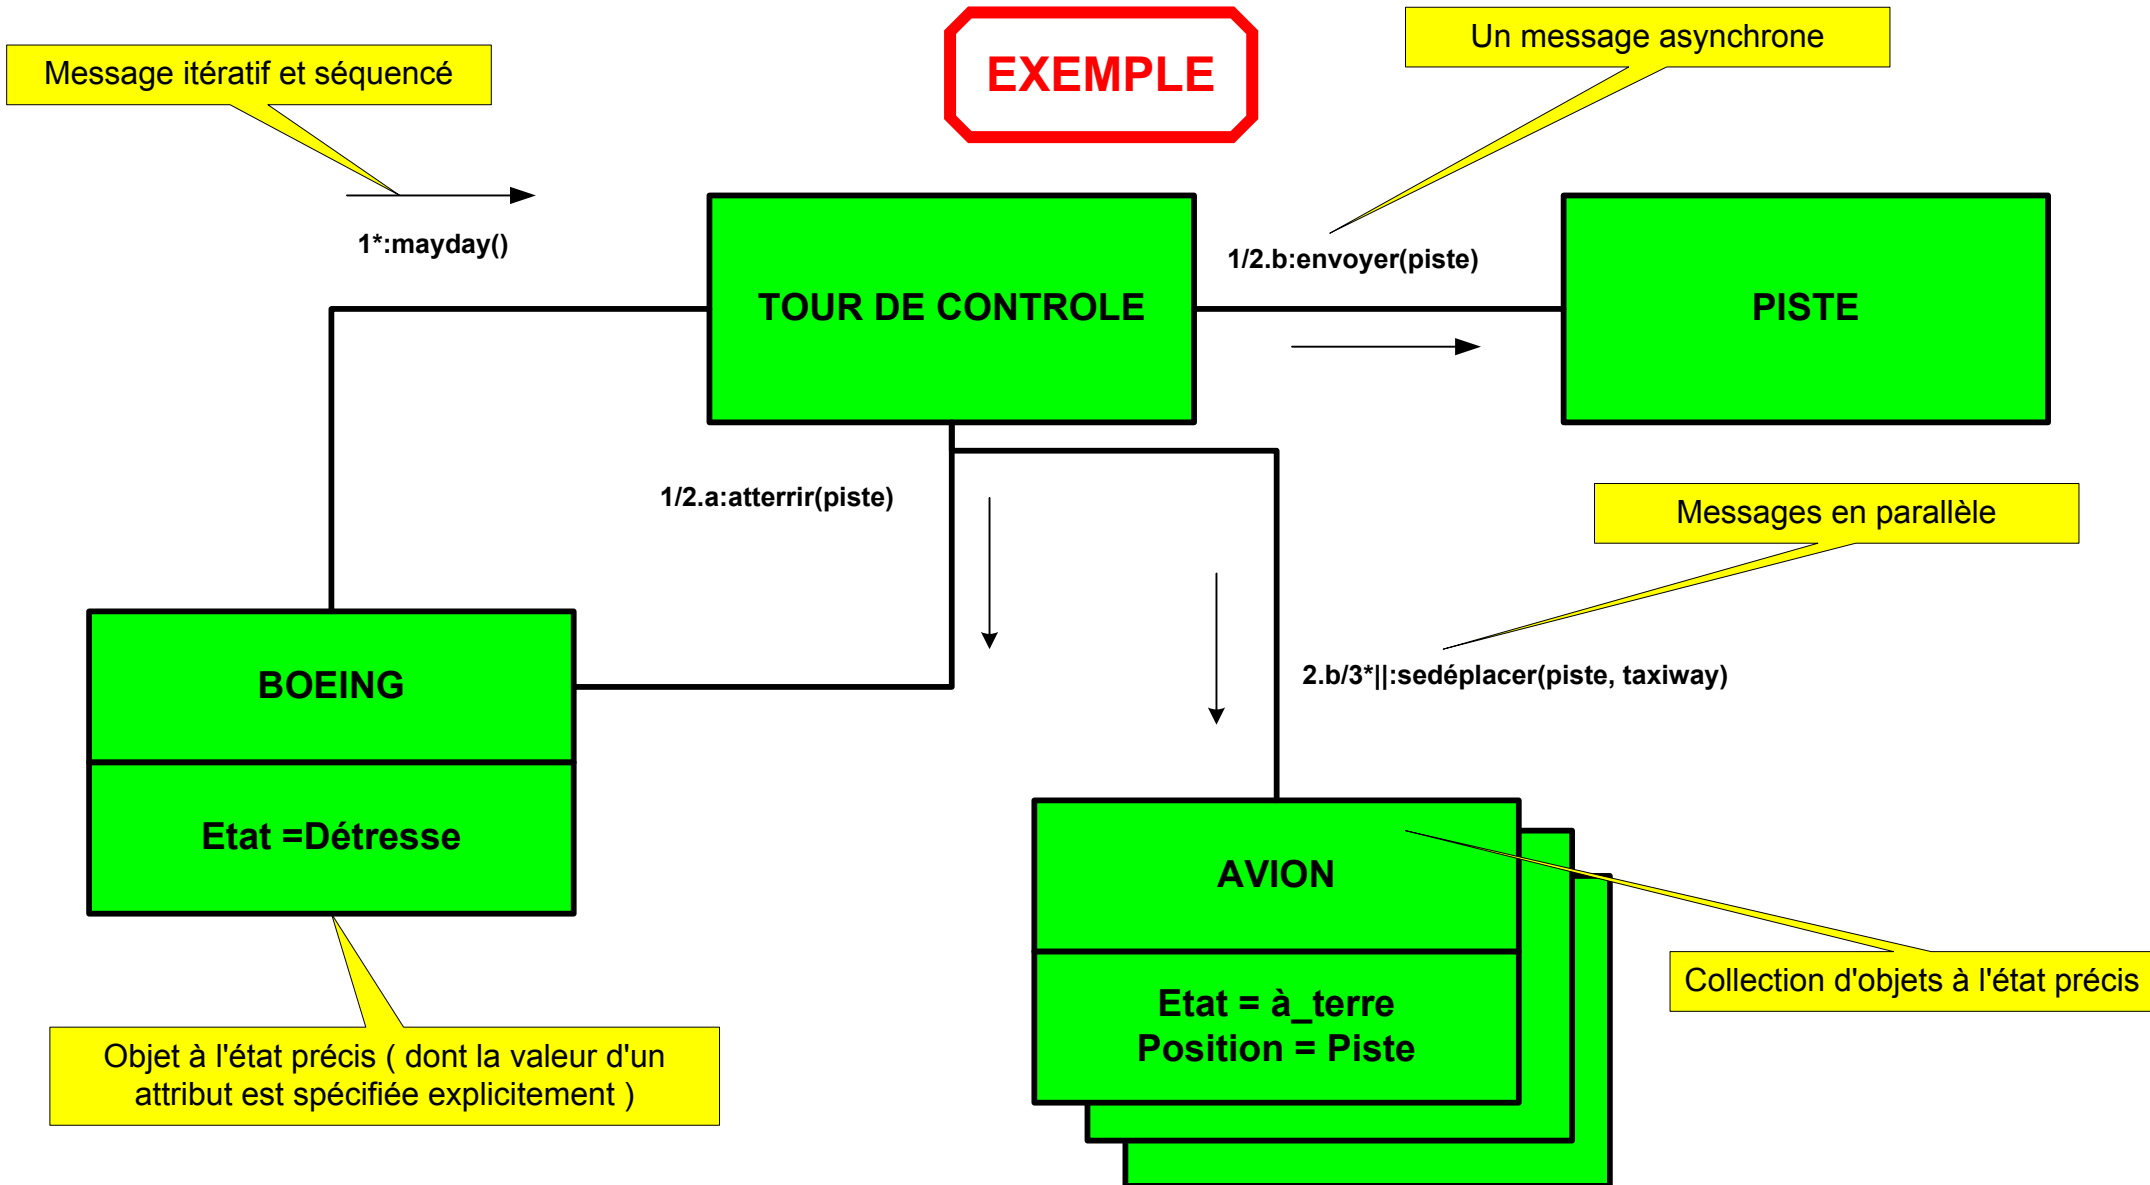 EXEMPLE
Un message asynchrone
Message itératif et séquencé
1*:mayday()
1/2.b:envoyer(piste)
TOUR DE CONTROLE
PISTE
1/2.a:atterrir(piste)
Messages en parallèle
2.b/3*||:sedéplacer(piste, taxiway)
BOEING
Etat =Détresse
AVION
Etat = à_terre
Position = Piste
Collection d'objets à l'état précis
Objet à l'état précis ( dont la valeur d'un
attribut est spécifiée explicitement )